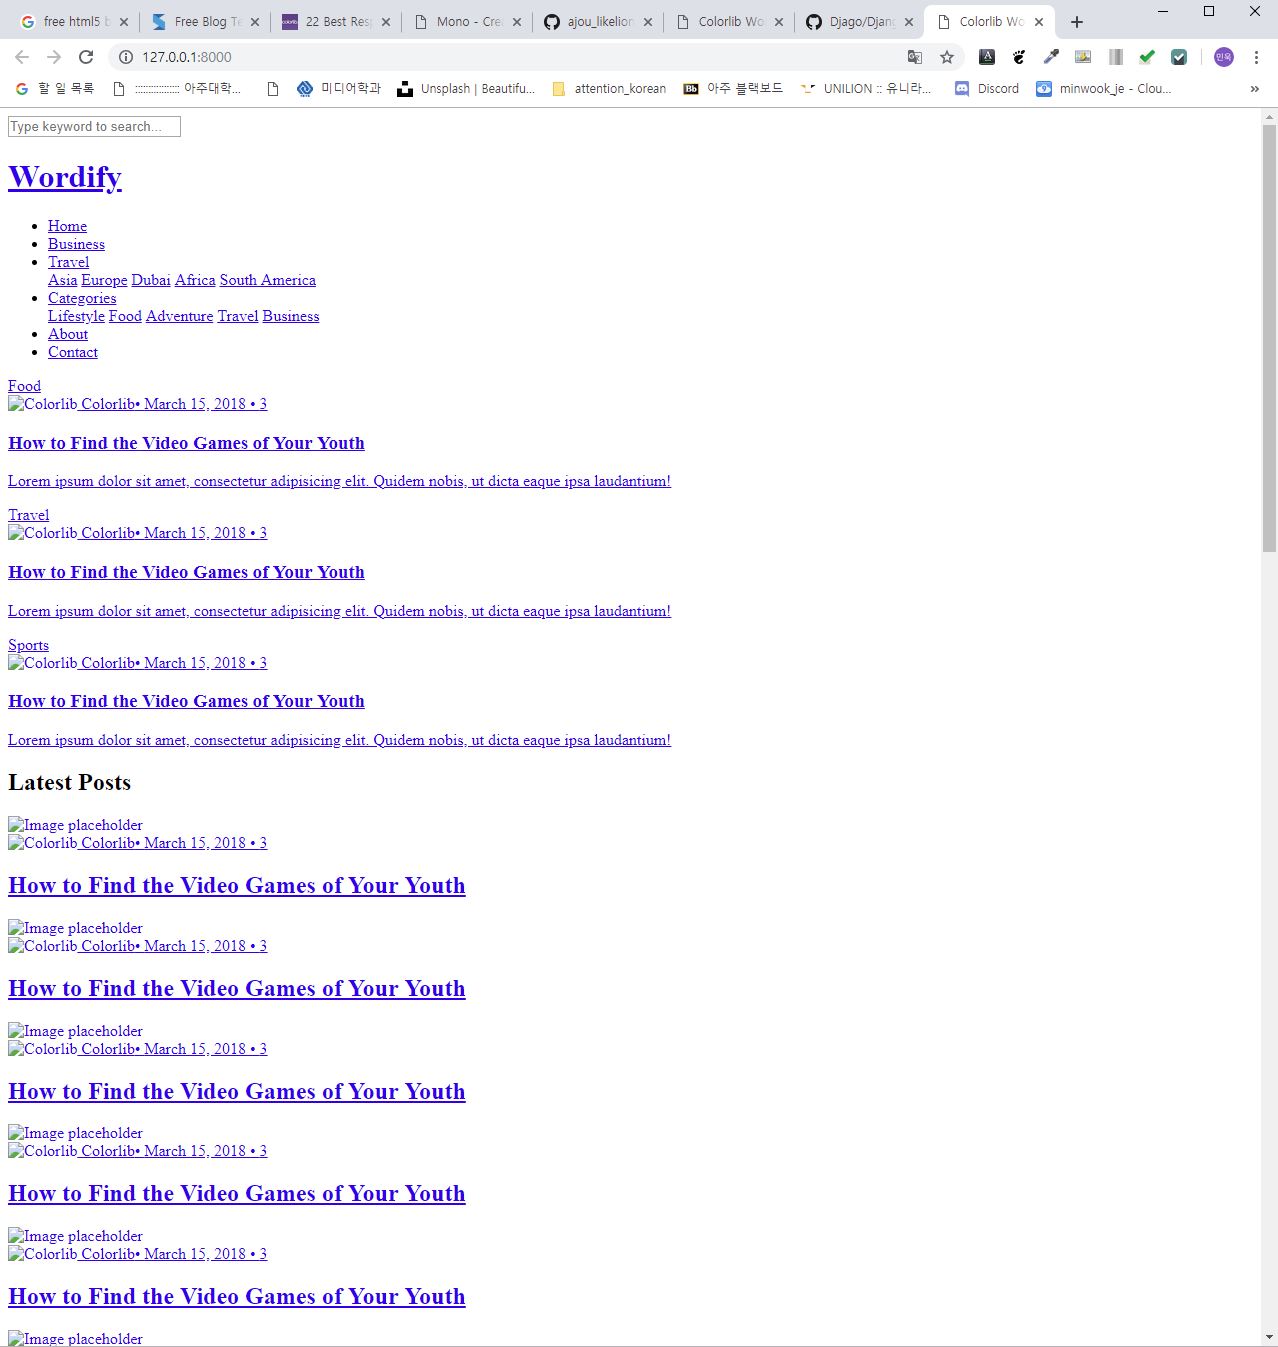 free html5 b
Free Blog Te
22 Best Resp
Mono - Crea
ajou_likelion
Colorlib Wo
Djago/Djang
Colorlib Wo
127.0.0.1:8000
민욱
할 일 목록
:::::::::::::::: 아주대학...
미디어학과
Unsplash | Beautifu...
attention_korean
Bb 아주 블랙보드
UNILION :: 유니라...
Discord
minwook_je - Clou...
»
Type keyword to search...
Wordify
• Home
• Business
• Travel
Asia Europe Dubai Africa South America
• Categories
Lifestyle Food Adventure Travel Business
• About
• Contact
Food
Colorlib Colorlib• March 15, 2018 • 3
How to Find the Video Games of Your Youth
Lorem ipsum dolor sit amet, consectetur adipisicing elit. Quidem nobis, ut dicta eaque ipsa laudantium!
Travel
Colorlib Colorlib• March 15, 2018 • 3
How to Find the Video Games of Your Youth
Lorem ipsum dolor sit amet, consectetur adipisicing elit. Quidem nobis, ut dicta eaque ipsa laudantium!
Sports
Colorlib Colorlib• March 15, 2018 • 3
How to Find the Video Games of Your Youth
Lorem ipsum dolor sit amet, consectetur adipisicing elit. Quidem nobis, ut dicta eaque ipsa laudantium!
Latest Posts
Image placeholder
Colorlib Colorlib• March 15, 2018 • 3
How to Find the Video Games of Your Youth
Image placeholder
Colorlib Colorlib• March 15, 2018 • 3
How to Find the Video Games of Your Youth
Image placeholder
Colorlib Colorlib• March 15, 2018 • 3
How to Find the Video Games of Your Youth
Image placeholder
Colorlib Colorlib• March 15, 2018 • 3
How to Find the Video Games of Your Youth
Image placeholder
Colorlib Colorlib• March 15, 2018 • 3
How to Find the Video Games of Your Youth
Image placeholder